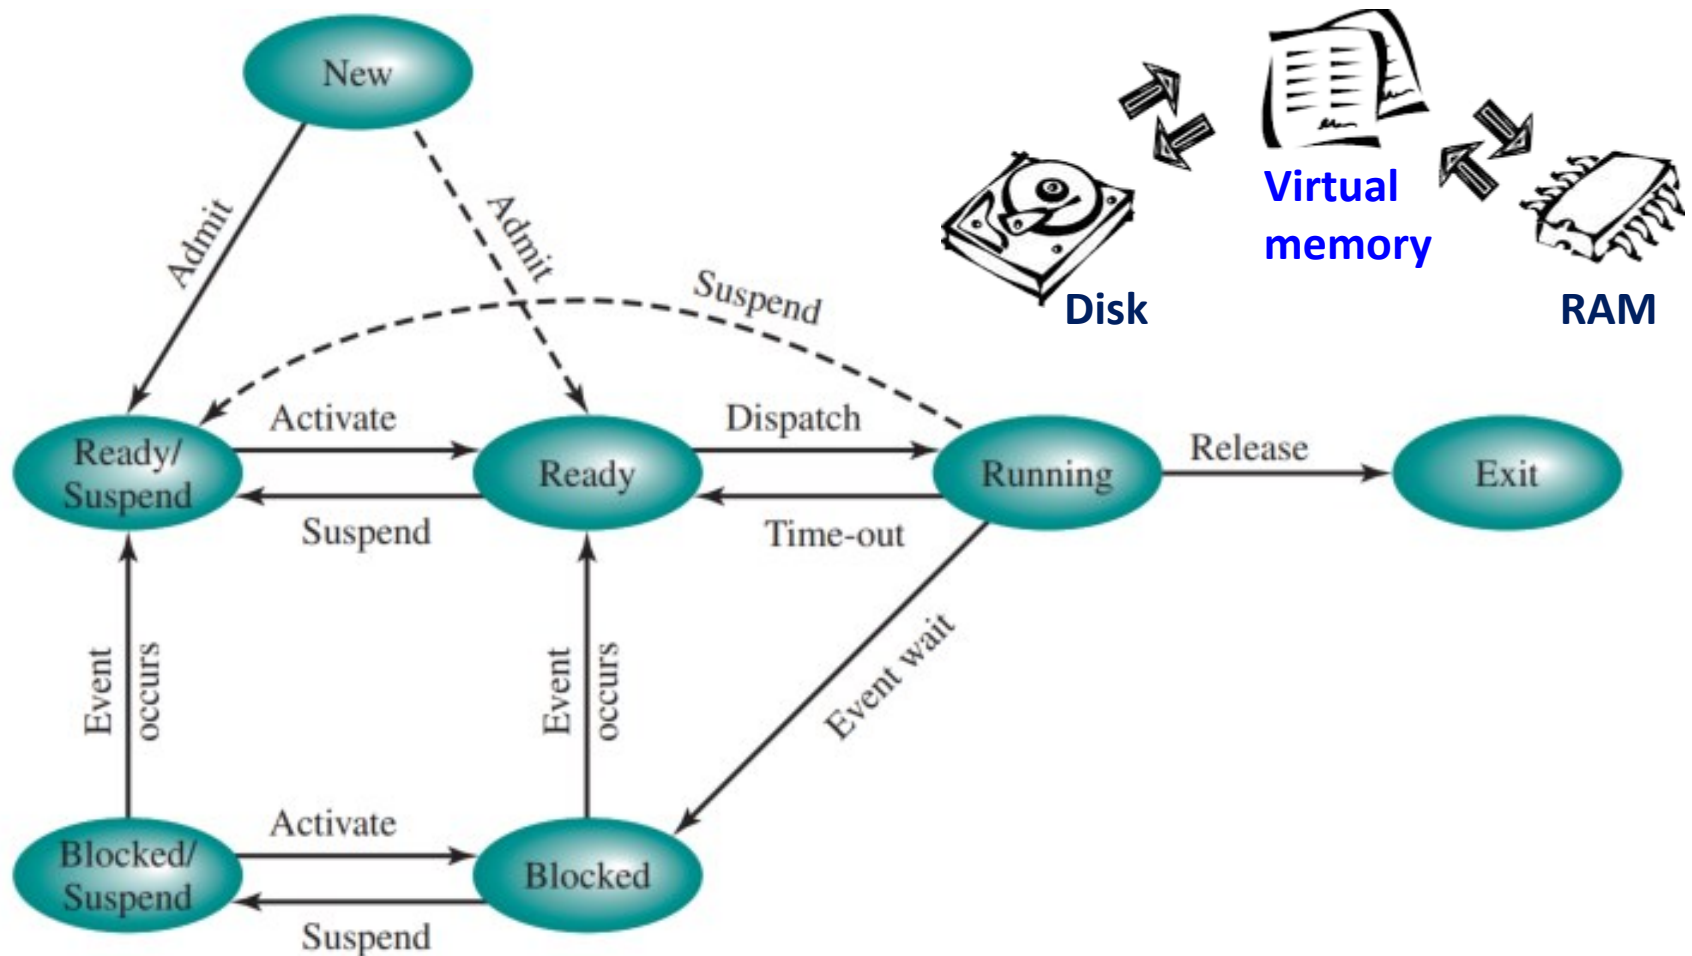 New
Virtual
memory
Disk
RAM
Admit
Admit
Suspend
Activate
Dispatch
Release
Ready/
Suspend
Ready
Running
Exit
Suspend
Time-out
Event
occurs
Event
occurs
Event wait
Activate
Blocked/
Suspend
Blocked
Suspend